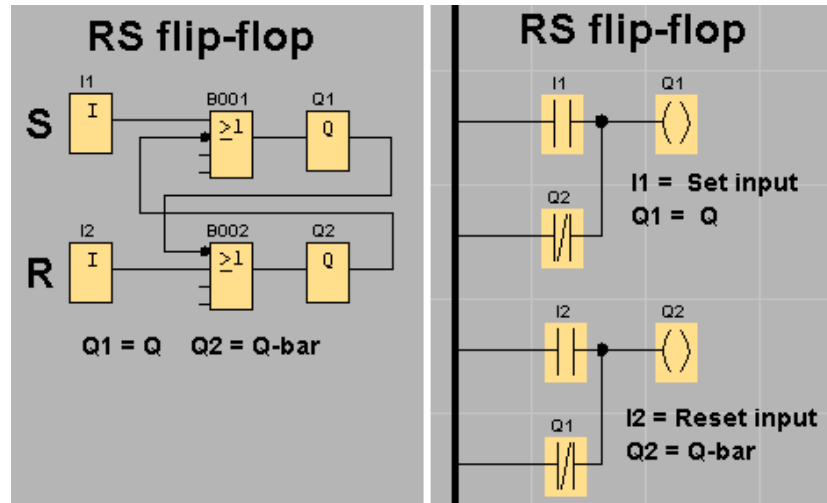 RS flip-flop
I1
S
I
B001
≥1
Q1
Q
I2
R
I
B002
≥1
Q2
Q
Q1 = Q Q2 = Q-bar
RS flip-flop
I1
Q1
I1 = Set input
Q1 = Q
Q2
I2
Q2
I2 = Reset input
Q2 = Q-bar
Q1